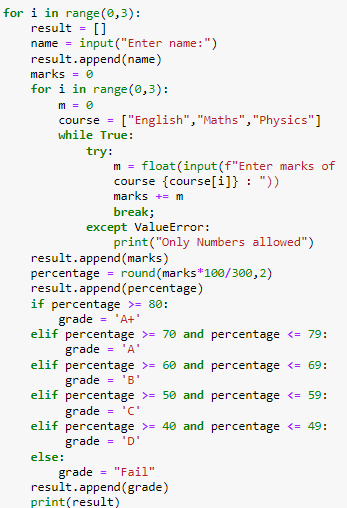 for i in range(0,3):
    result = []
    name = input("Enter name:")
    result.append(name)
    marks = 0
    for i in range(0,3):
        m = 0
        course = ["English","Maths","Physics"]
        while True:
            try:
                m = float(input(f"Enter marks of
                course {course[i]} : "))
                marks += m
                break;
            except ValueError:
                print("Only Numbers allowed")
    result.append(marks)
    percentage = round(marks*100/300,2)
    result.append(percentage)
    if percentage >= 80:
        grade = 'A+'
    elif percentage >= 70 and percentage <= 79:
         grade = 'A'
    elif percentage >= 60 and percentage <= 69:
         grade = 'B'
    elif percentage >= 50 and percentage <= 59:
         grade = 'C'
    elif percentage >= 40 and percentage <= 49:
         grade = 'D'
    else:
        grade = "Fail"
    result.append(grade)
    print(result)